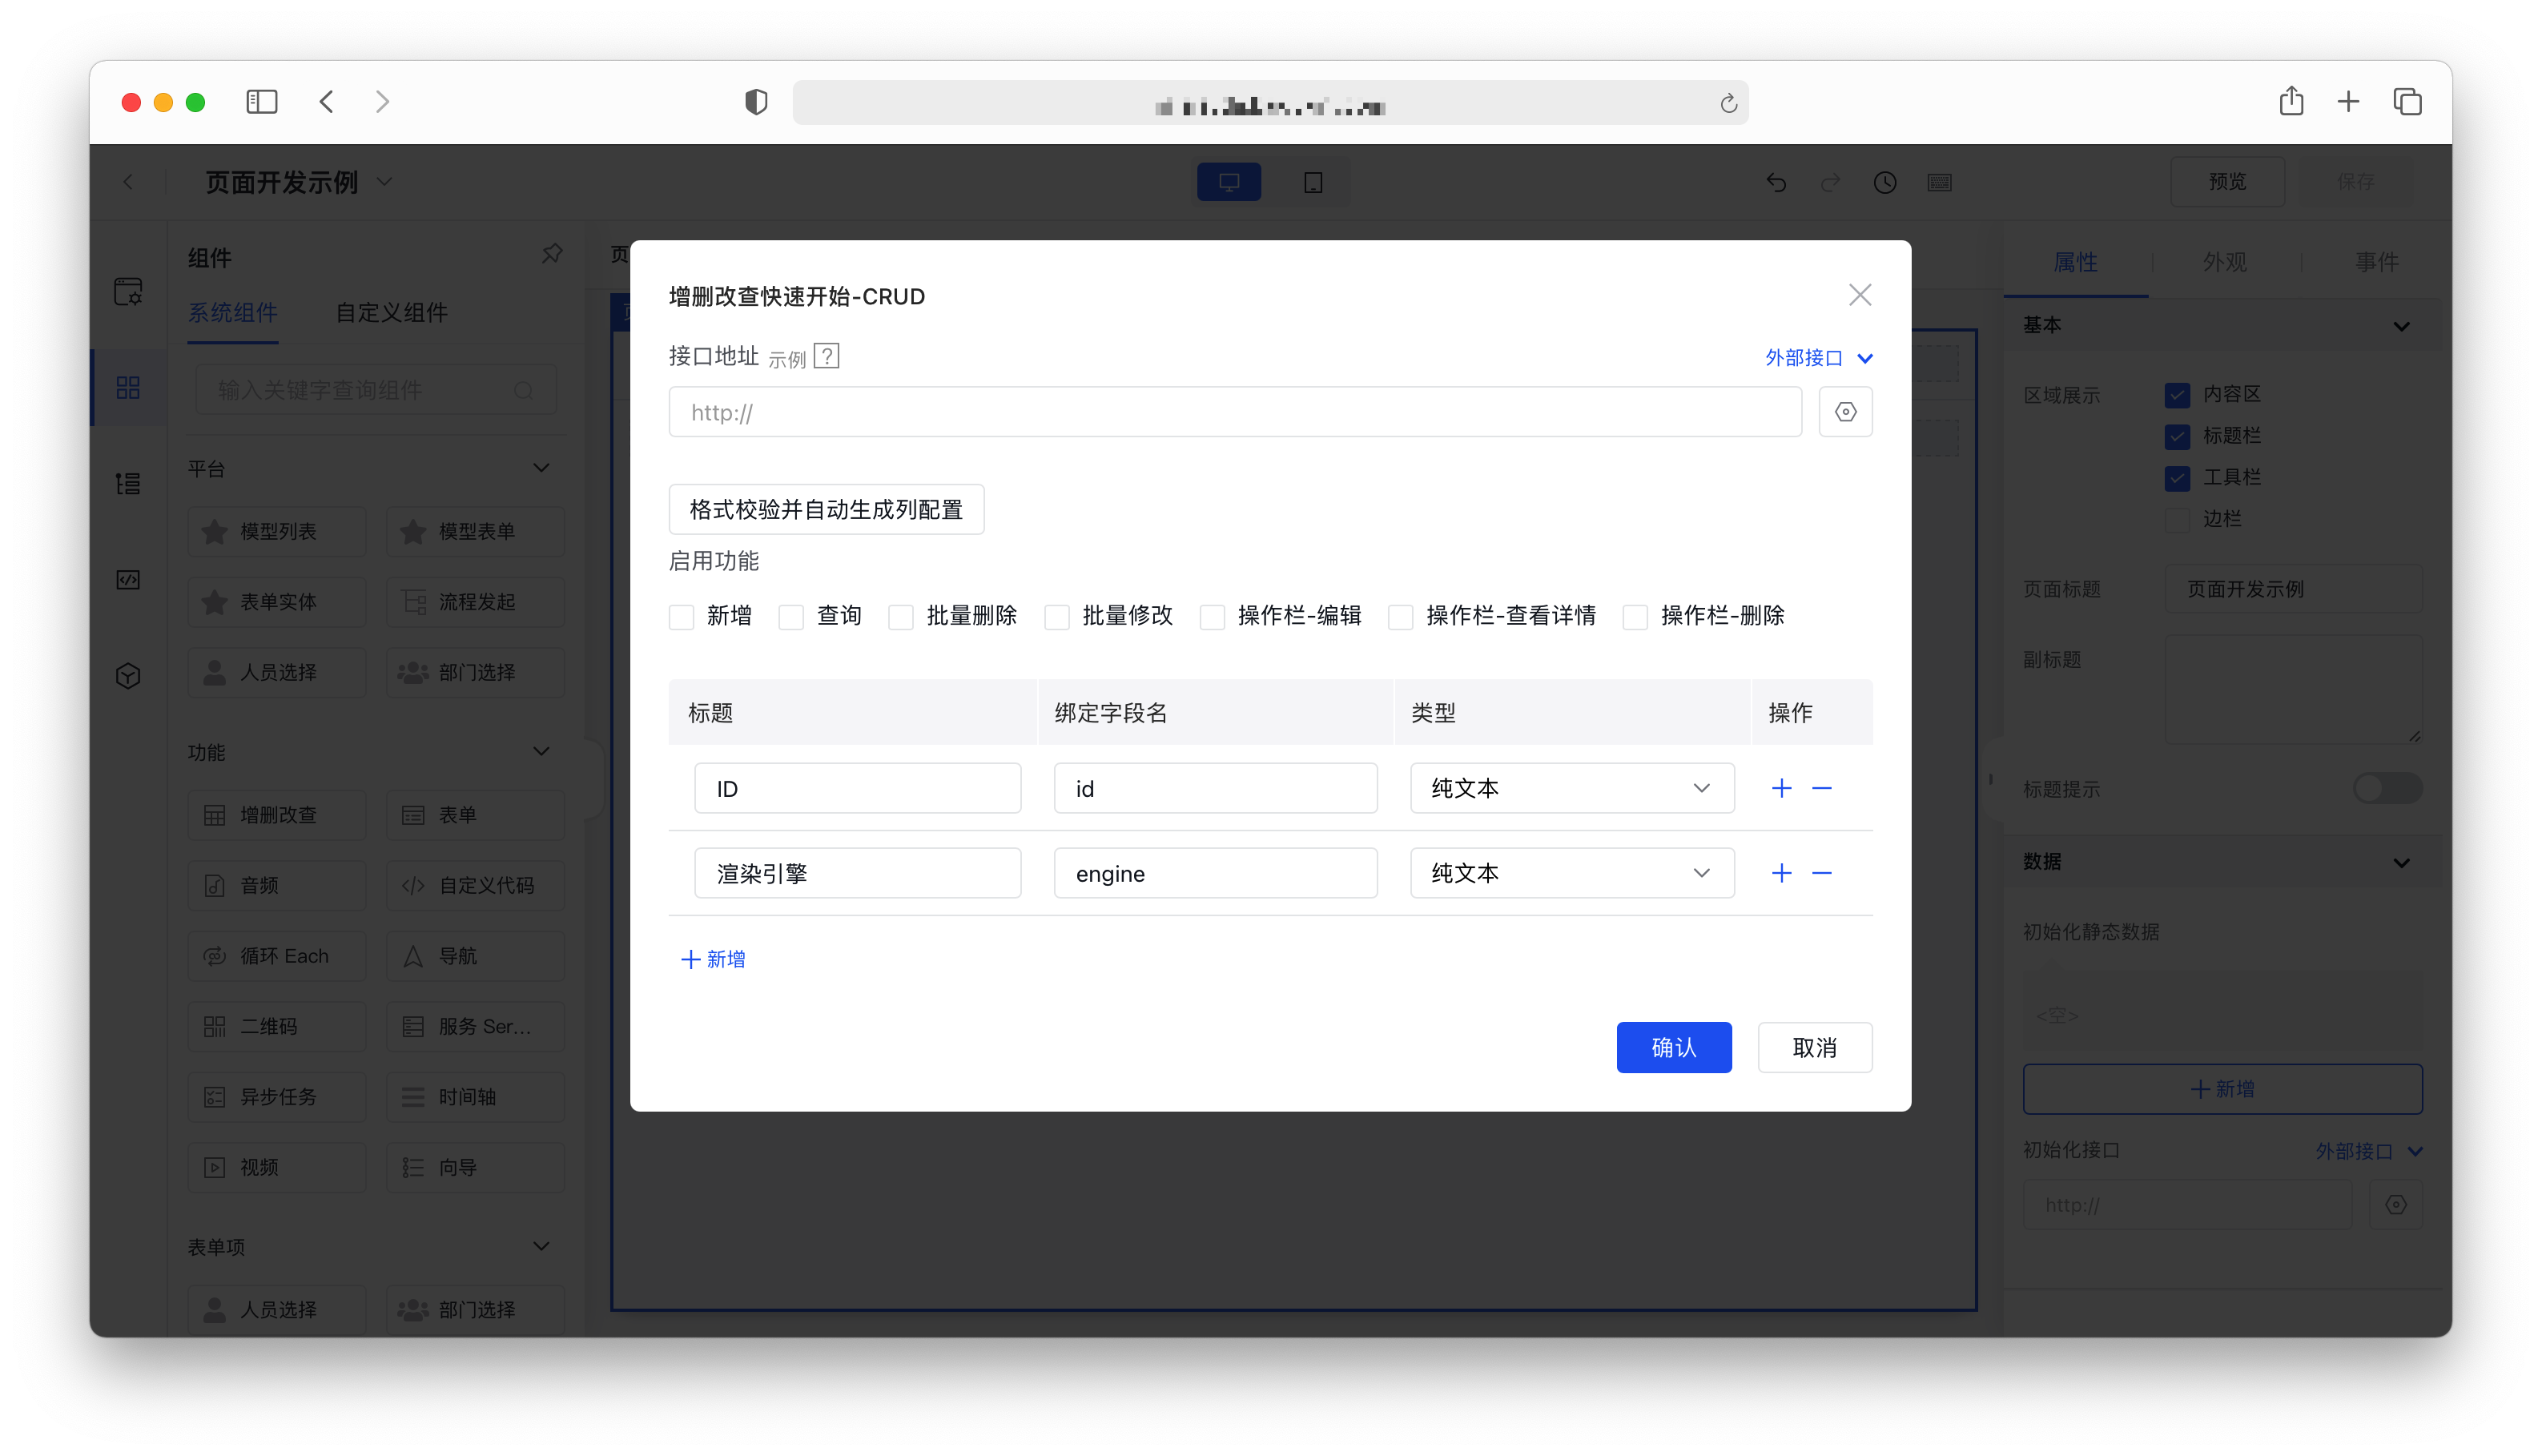 页面开发示例
预览
保存
组件
系统组件
自定义组件
输入关键字查询组件
平台
模型列表
模型表单
表单实体
流程发起
人员选择
部门选择
功能
增删改查
表单
音频
自定义代码
循环 Each
导航
二维码
服务 Ser...
异步任务
时间轴
视频
向导
表单项
人员选择
部门选择
页
增删改查快速开始-CRUD
接口地址 示例 ?
外部接口
http://
格式校验并自动生成列配置
启用功能
新增 查询 批量删除 批量修改 操作栏-编辑 操作栏-查看详情 操作栏-删除
标题 绑定字段名 类型 操作
ID id 纯文本
渲染引擎 engine 纯文本
新增
确认 取消
属性 外观 事件
基本
区域展示
内容区
标题栏
工具栏
边栏
页面标题
页面开发示例
副标题
标题提示
数据
初始化静态数据
<空>
新增
初始化接口
外部接口
http://